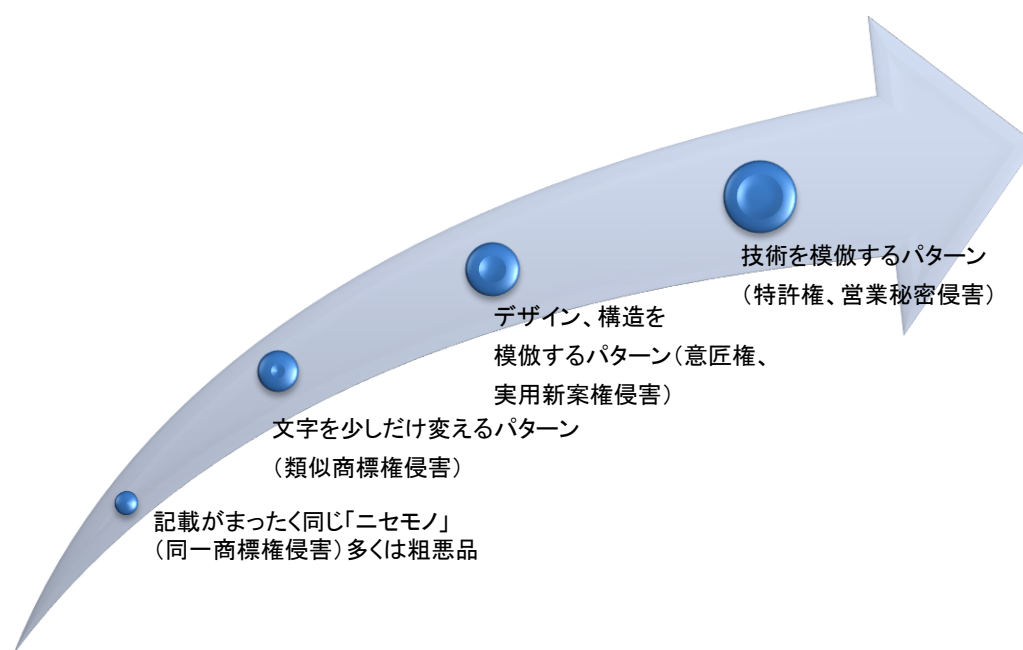 技術を模倣するパターン
（特許権、営業秘密侵害）
デザイン、構造を
模倣するパターン（意匠権、
実用新案権侵害）
文字を少しだけ変えるパターン
（類似商標権侵害）
記載がまったく同じ「ニセモノ」
（同一商標権侵害）多くは粗悪品